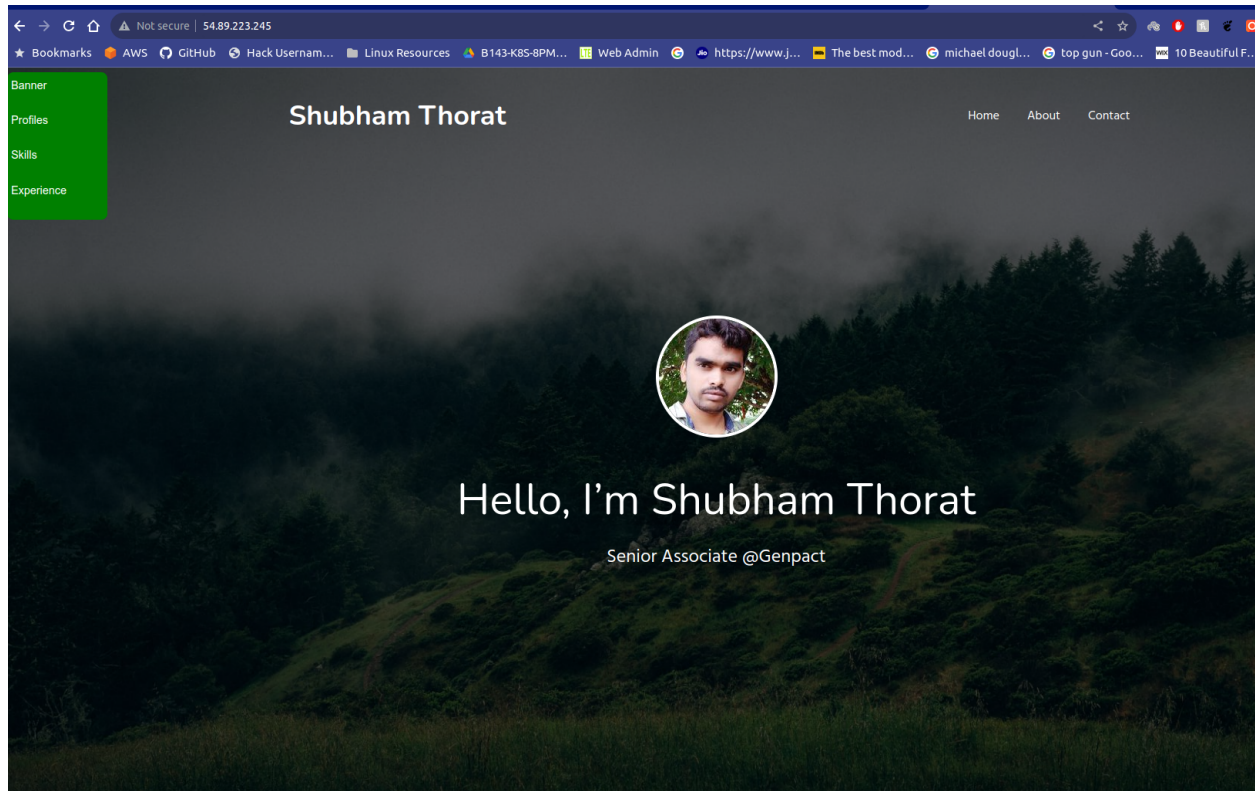 Not secure | 54.89.223.245
Bookmarks AWS GitHub Hack Usernam... Linux Resources B143-K8S-8PM... Web Admin https://www.j... The best mod... michael dougl... top gun - Goo... 10 Beautiful F...
Banner
Profiles
Skills
Experience
Shubham Thorat
Home About Contact
Hello, I’m Shubham Thorat
Senior Associate @Genpact